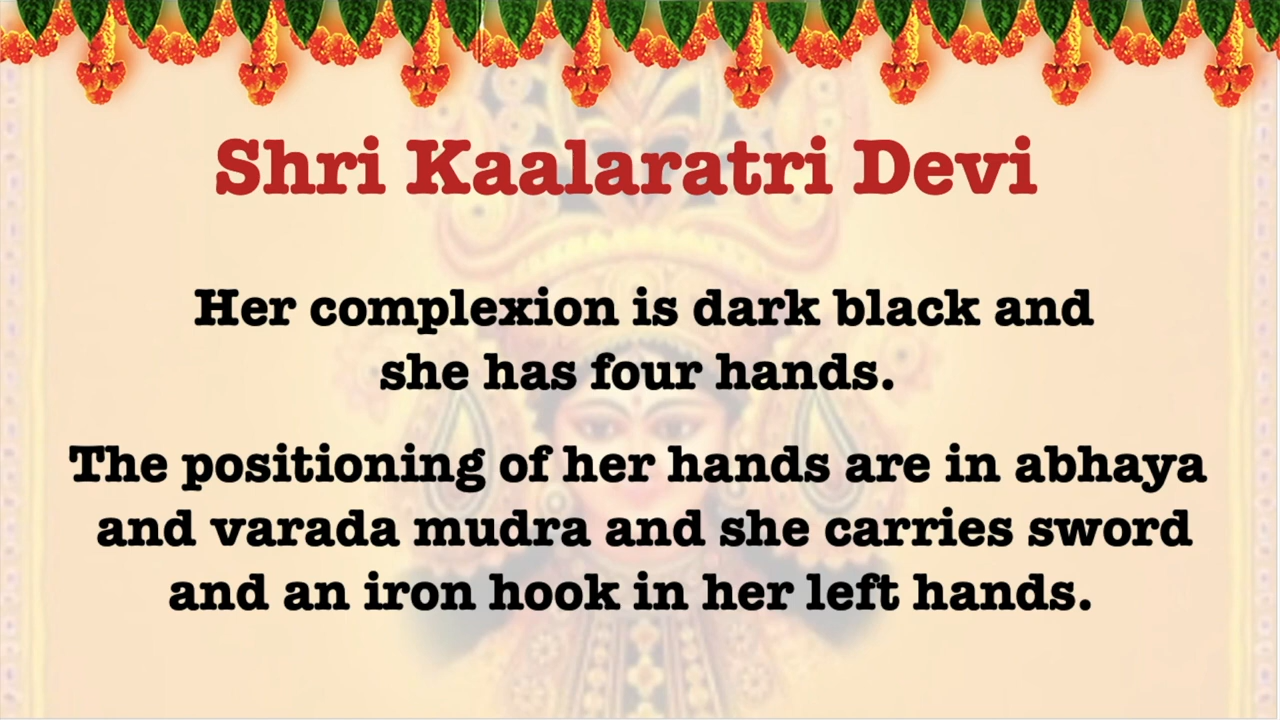 Shri Kaalaratri Devi
Her complexion is dark black and
she has four hands.
The positioning of her hands are in abhaya
and varada mudra and she carries sword
and an iron hook in her left hands.